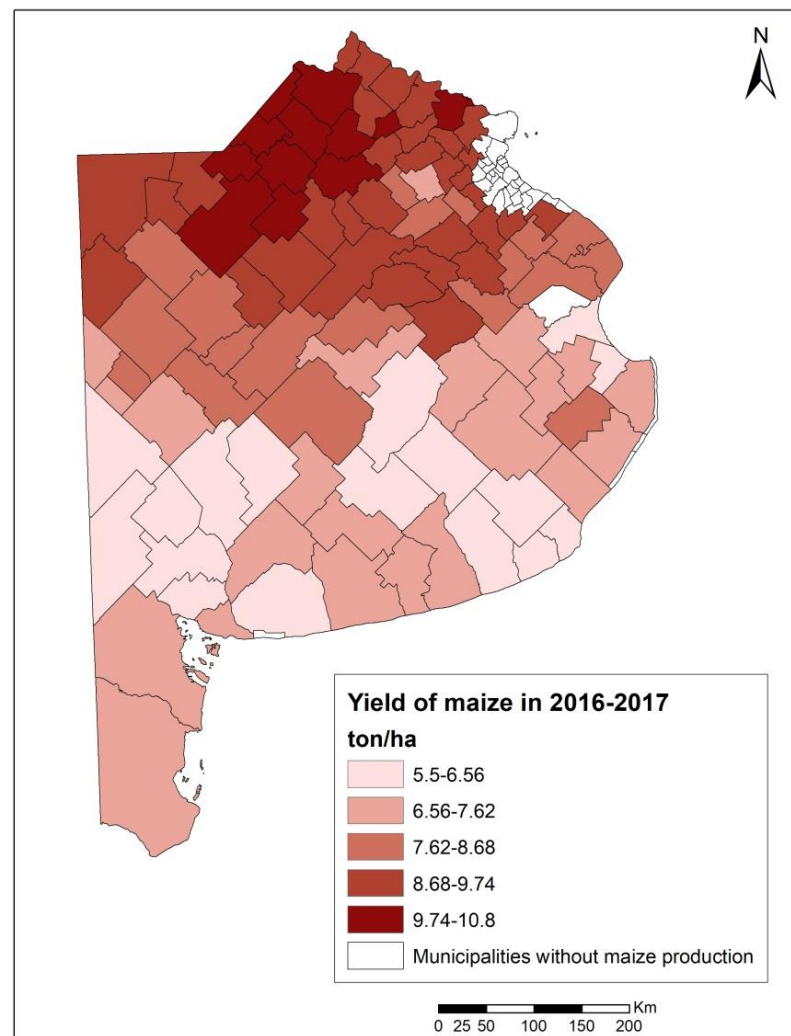 N
Yield of maize in 2016-2017
ton/ha
5.5-6.56
6.56-7.62
7.62-8.68
8.68-9.74
9.74-10.8
Municipalities without maize production
Km
0 25 50 100 150 200